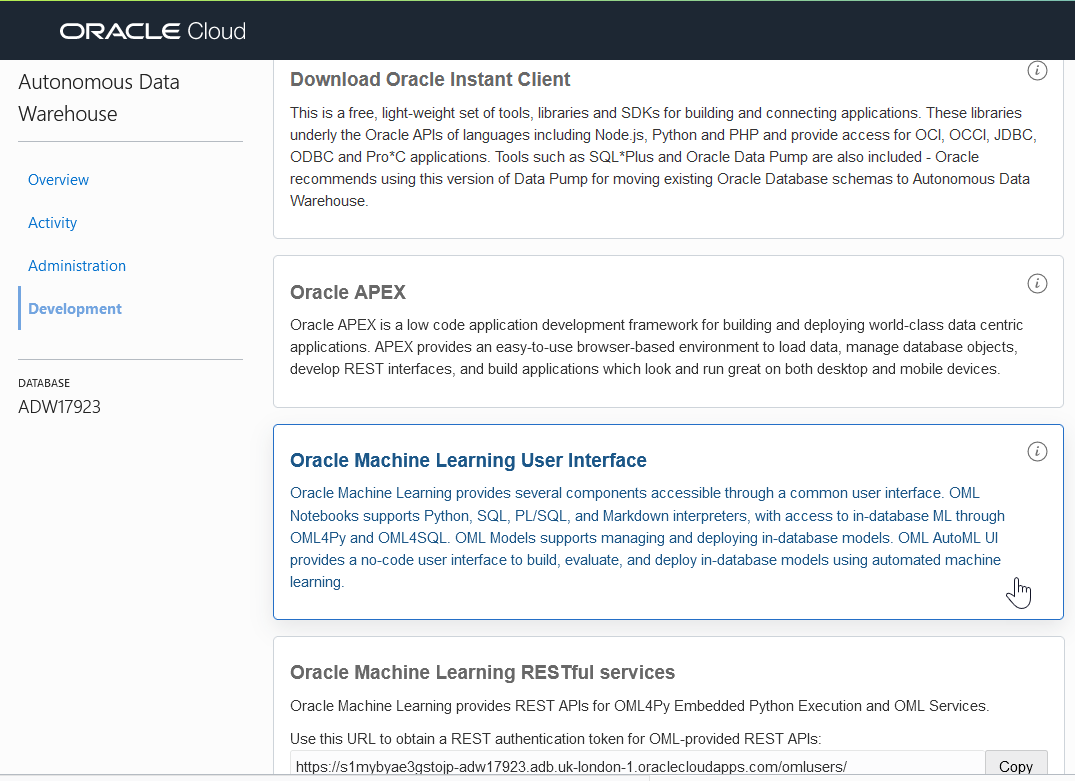 ORACLE Cloud
Autonomous Data
Warehouse
Overview
Activity
Administration
Development
DATABASE
ADW17923
Download Oracle Instant Client
This is a free, light-weight set of tools, libraries and SDKs for building and connecting applications. These libraries
underly the Oracle APIs of languages including Node.js, Python and PHP and provide access for OCI, OCCI, JDBC,
ODBC and Pro*C applications. Tools such as SQL*Plus and Oracle Data Pump are also included - Oracle
recommends using this version of Data Pump for moving existing Oracle Database schemas to Autonomous Data
Warehouse.
Oracle APEX
Oracle APEX is a low code application development framework for building and deploying world-class data centric
applications. APEX provides an easy-to-use browser-based environment to load data, manage database objects,
develop REST interfaces, and build applications which look and run great on both desktop and mobile devices.
Oracle Machine Learning User Interface
Oracle Machine Learning provides several components accessible through a common user interface. OML
Notebooks supports Python, SQL, PL/SQL, and Markdown interpreters, with access to in-database ML through
OML4Py and OML4SQL. OML Models supports managing and deploying in-database models. OML AutoML UI
provides a no-code user interface to build, evaluate, and deploy in-database models using automated machine
learning.
Oracle Machine Learning RESTful services
Oracle Machine Learning provides REST APIs for OML4Py Embedded Python Execution and OML Services.
Use this URL to obtain a REST authentication token for OML-provided REST APIs:
https://s1mybyae3gstojp-adw17923.adb.uk-london-1.oraclecloudapps.com/omlusers/
Copy